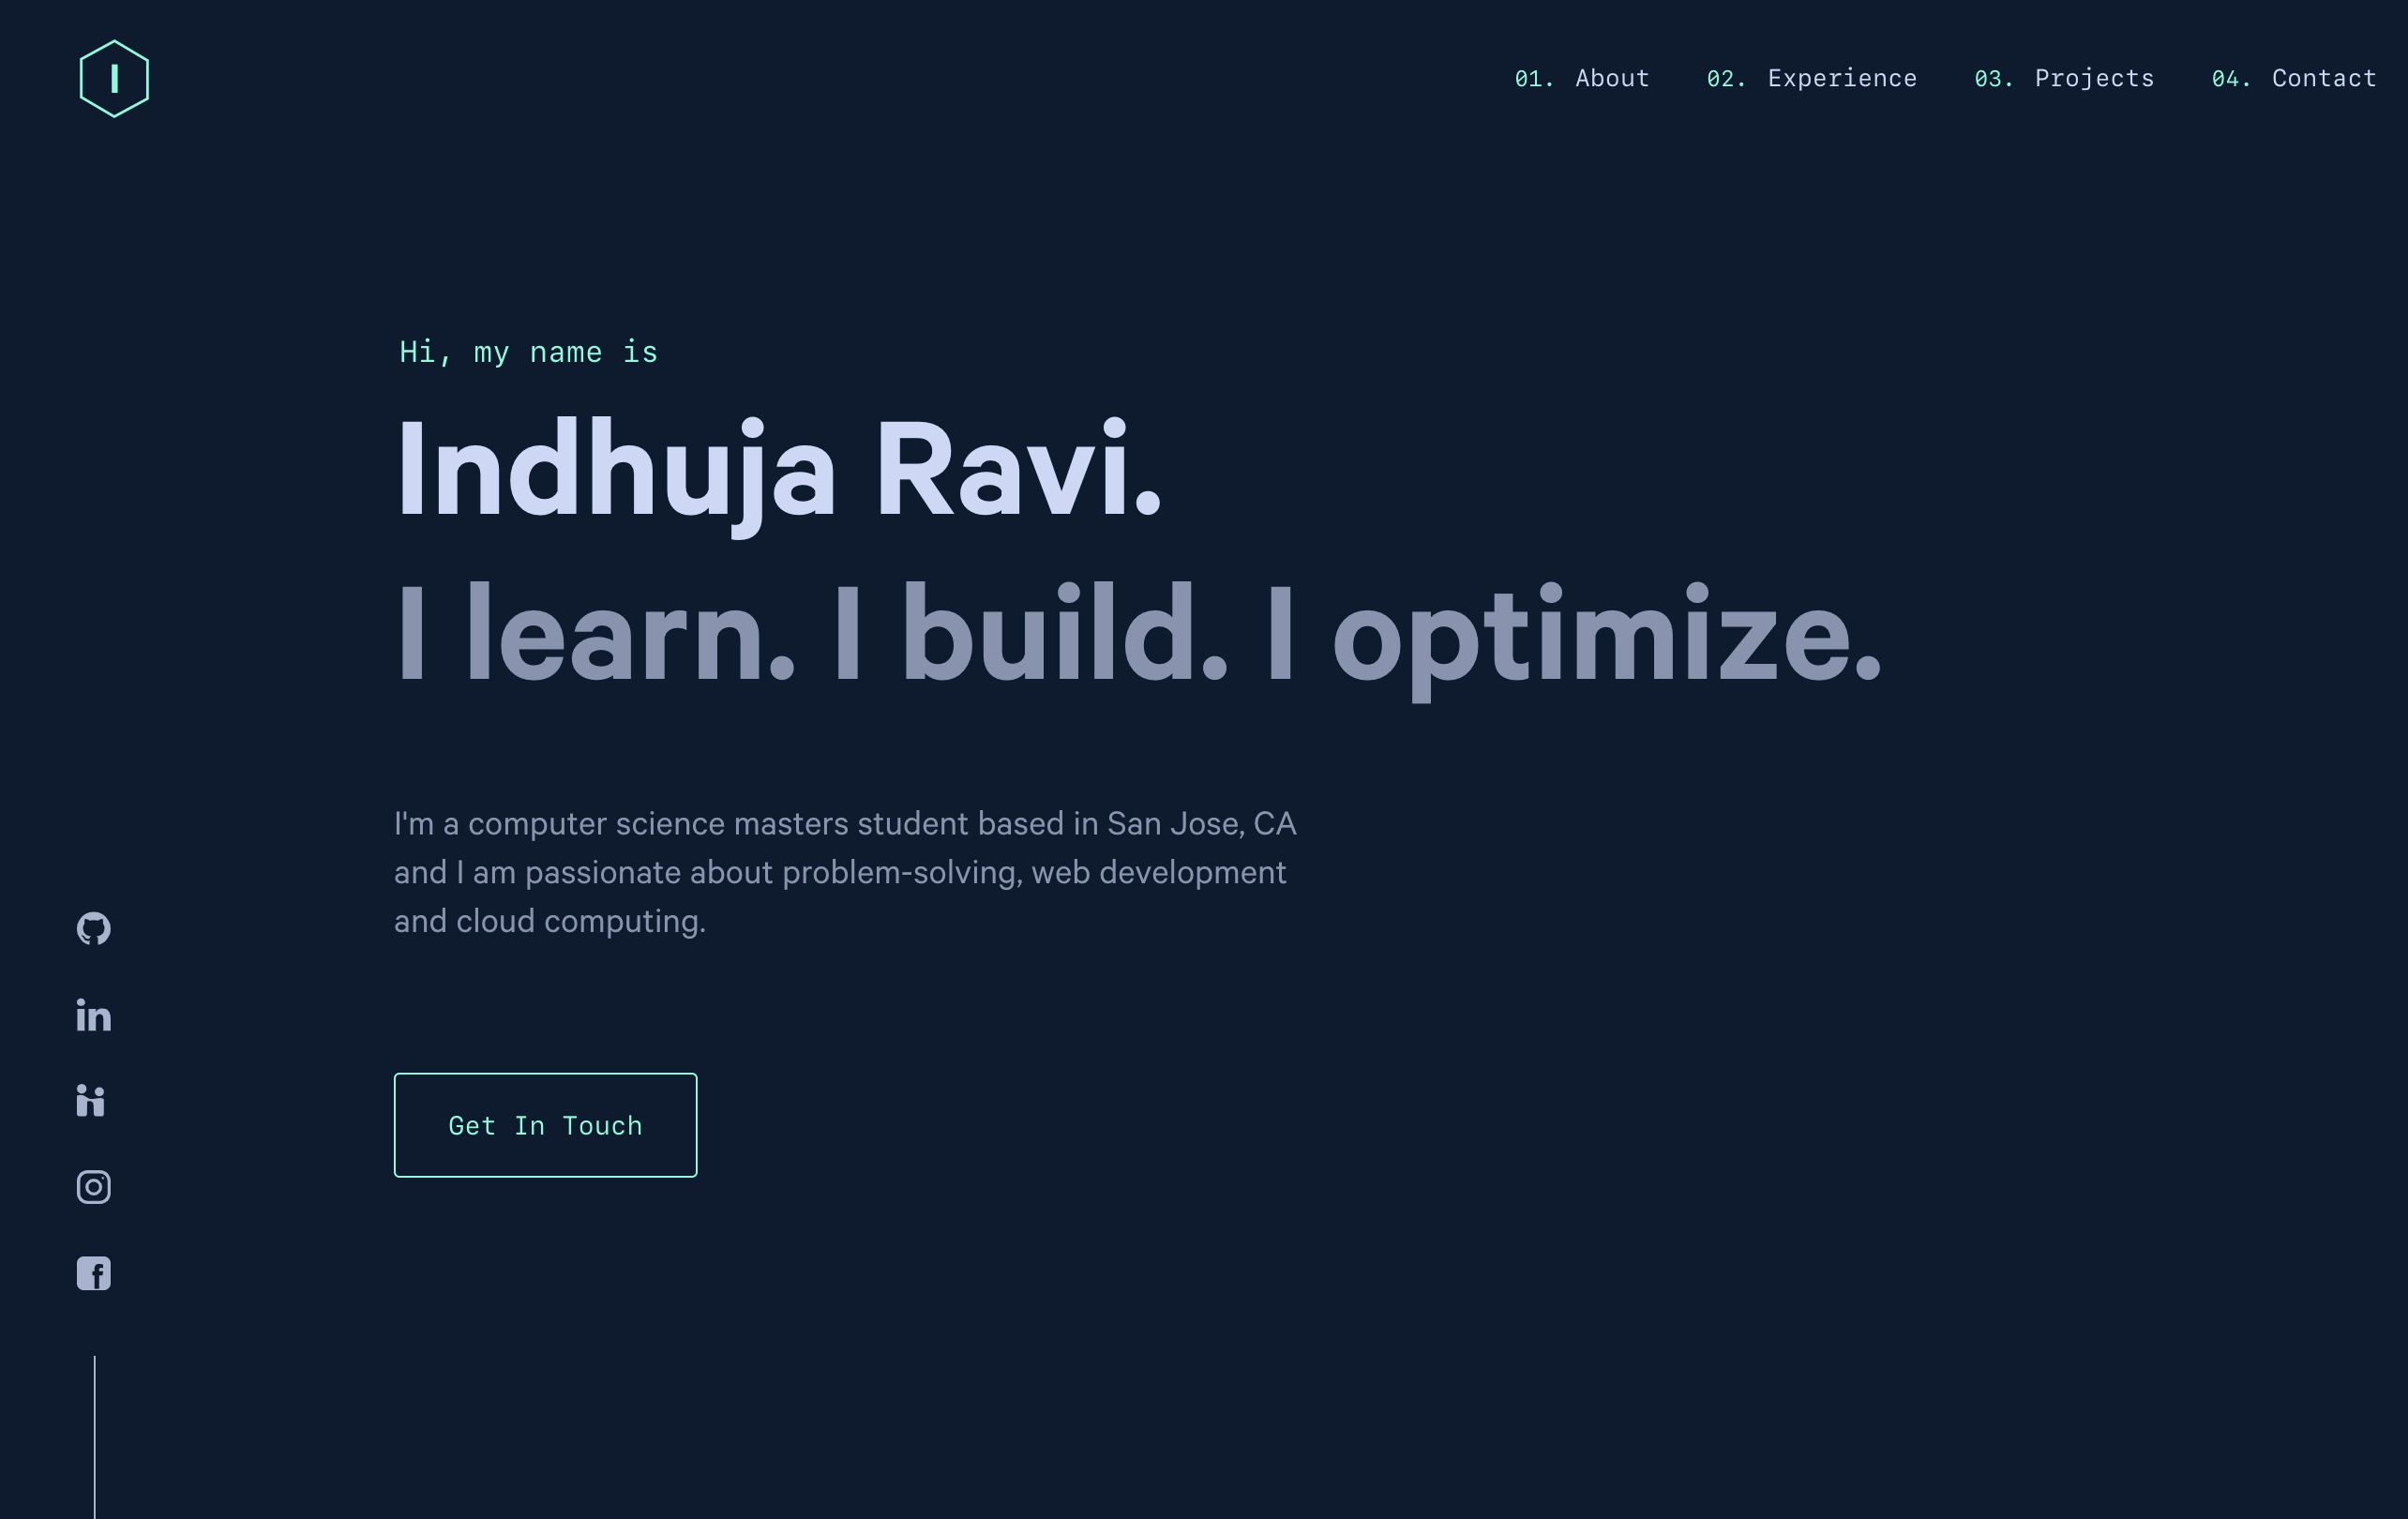 I
01. About 02. Experience 03. Projects 04. Contact
Hi, my name is
Indhuja Ravi.
I learn. I build. I optimize.
I'm a computer science masters student based in San Jose, CA
and I am passionate about problem-solving, web development
and cloud computing.
in
Get In Touch
f